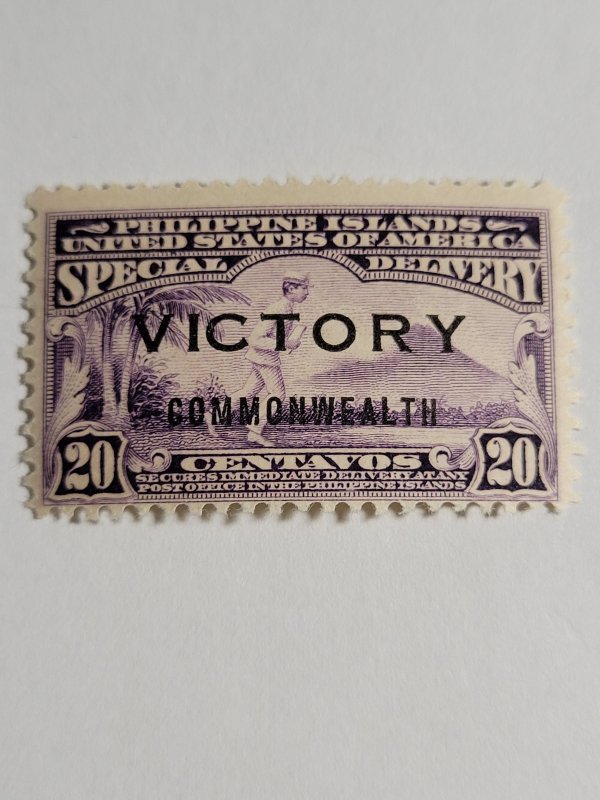 PHILIPPINE ISLANDS
UNITED STATES OF AMERICA
SPECIAL DELIVERY
VICTORY
COMMONWEALTH
20 CENTAVOS 20
SECURES IMMEDIATE DELIVERY AT ANY
POST OFFICE IN THE PHILIPPINE ISLANDS